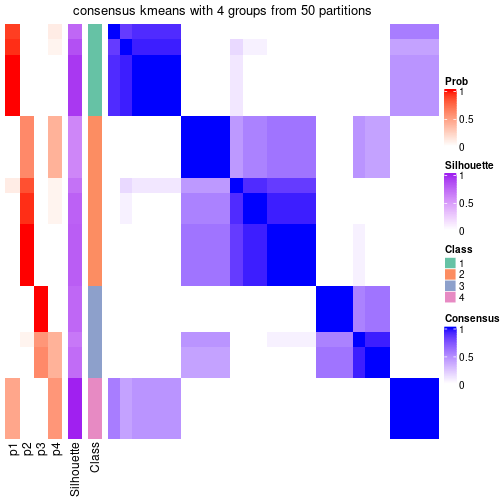 consensus kmeans with 4 groups from 50 partitions
Prob
1
0.5
0
Silhouette
1
0.5
0
Class
1
2
3
4
Consensus
1
0.5
0
p1
p2
p3
p4
Silhouette
Class